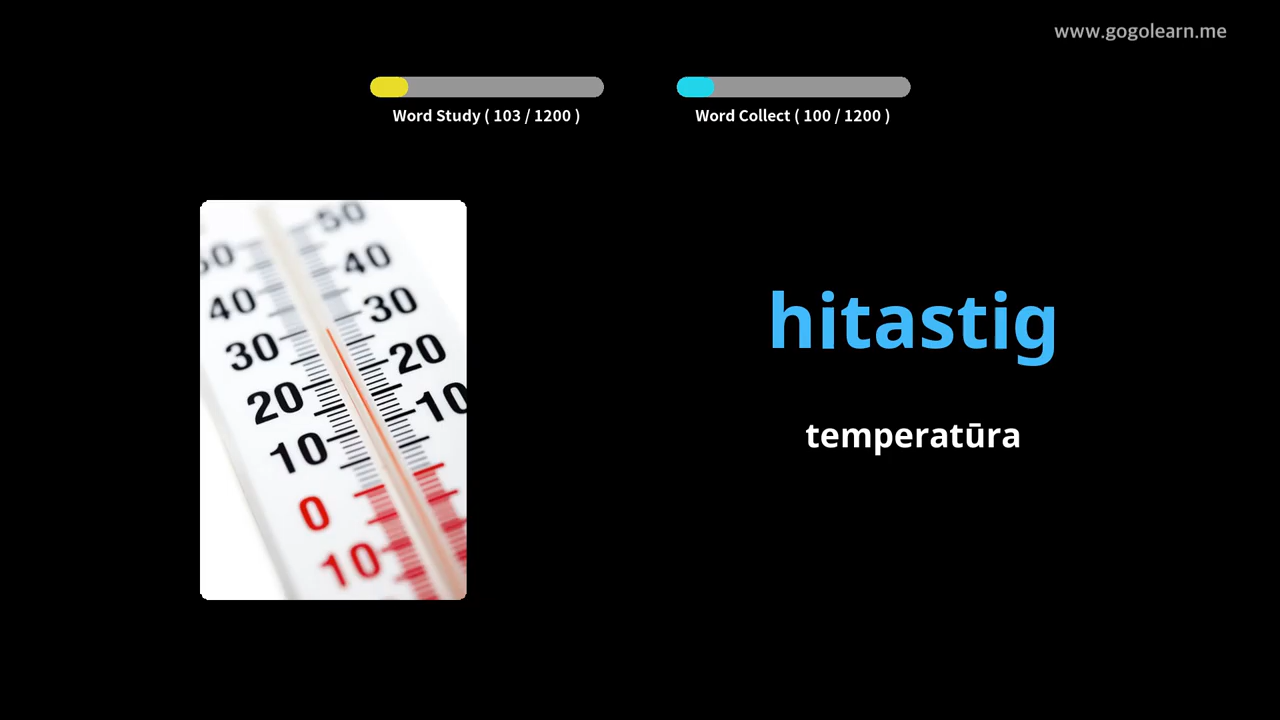 www.gogolearn.me
Word Study ( 103 / 1200 )
Word Collect ( 100 / 1200 )
50
50
40
40
30
30
20
20
10
10
0
10
hitastig
temperatūra